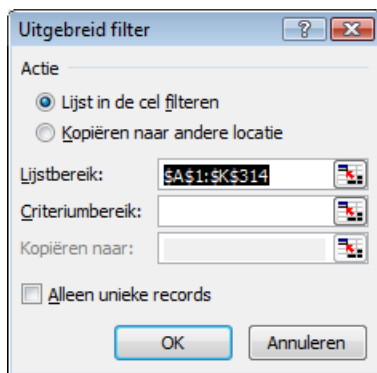 Uitgebreid filter
Actie
Lijst in de cel filteren
Kopiëren naar andere locatie
Lijstbereik: $A$1:$K$314
Criteriumbereik:
Kopiëren naar:
Alleen unieke records
OK Annuleren